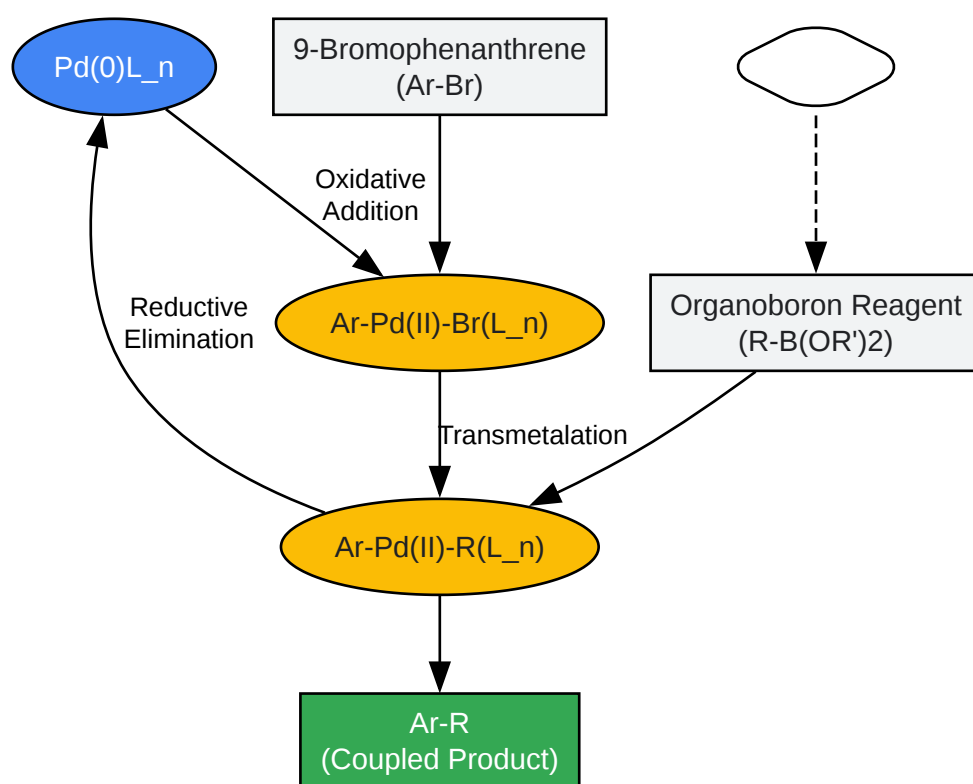 Pd(0)L_n
9-Bromophenanthrene
(Ar-Br)
Oxidative
Addition
Reductive
Elimination
Ar-Pd(II)-Br(L_n)
Organoboron Reagent
(R-B(OR')2)
Transmetalation
Ar-Pd(II)-R(L_n)
Ar-R
(Coupled Product)